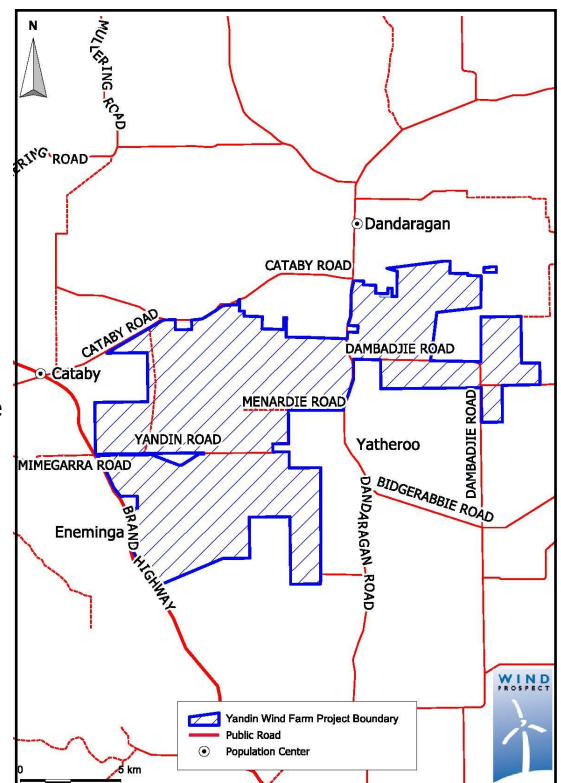 N
MULLERING ROAD
ERING ROAD
Dandaragan
CATABY ROAD
CATABY ROAD
DAMBADJIE ROAD
Cataby
MENARDIE ROAD
DAMBADJIE ROAD
YANDIN ROAD
Yatheroo
MIMEGARRA ROAD
BIDGERABBIE ROAD
DANDARAGAN ROAD
Eneminga
BRAND HIGHWAY
WIND
PROSPECT
Yandin Wind Farm Project Boundary
Public Road
Population Center
0 5 km
e